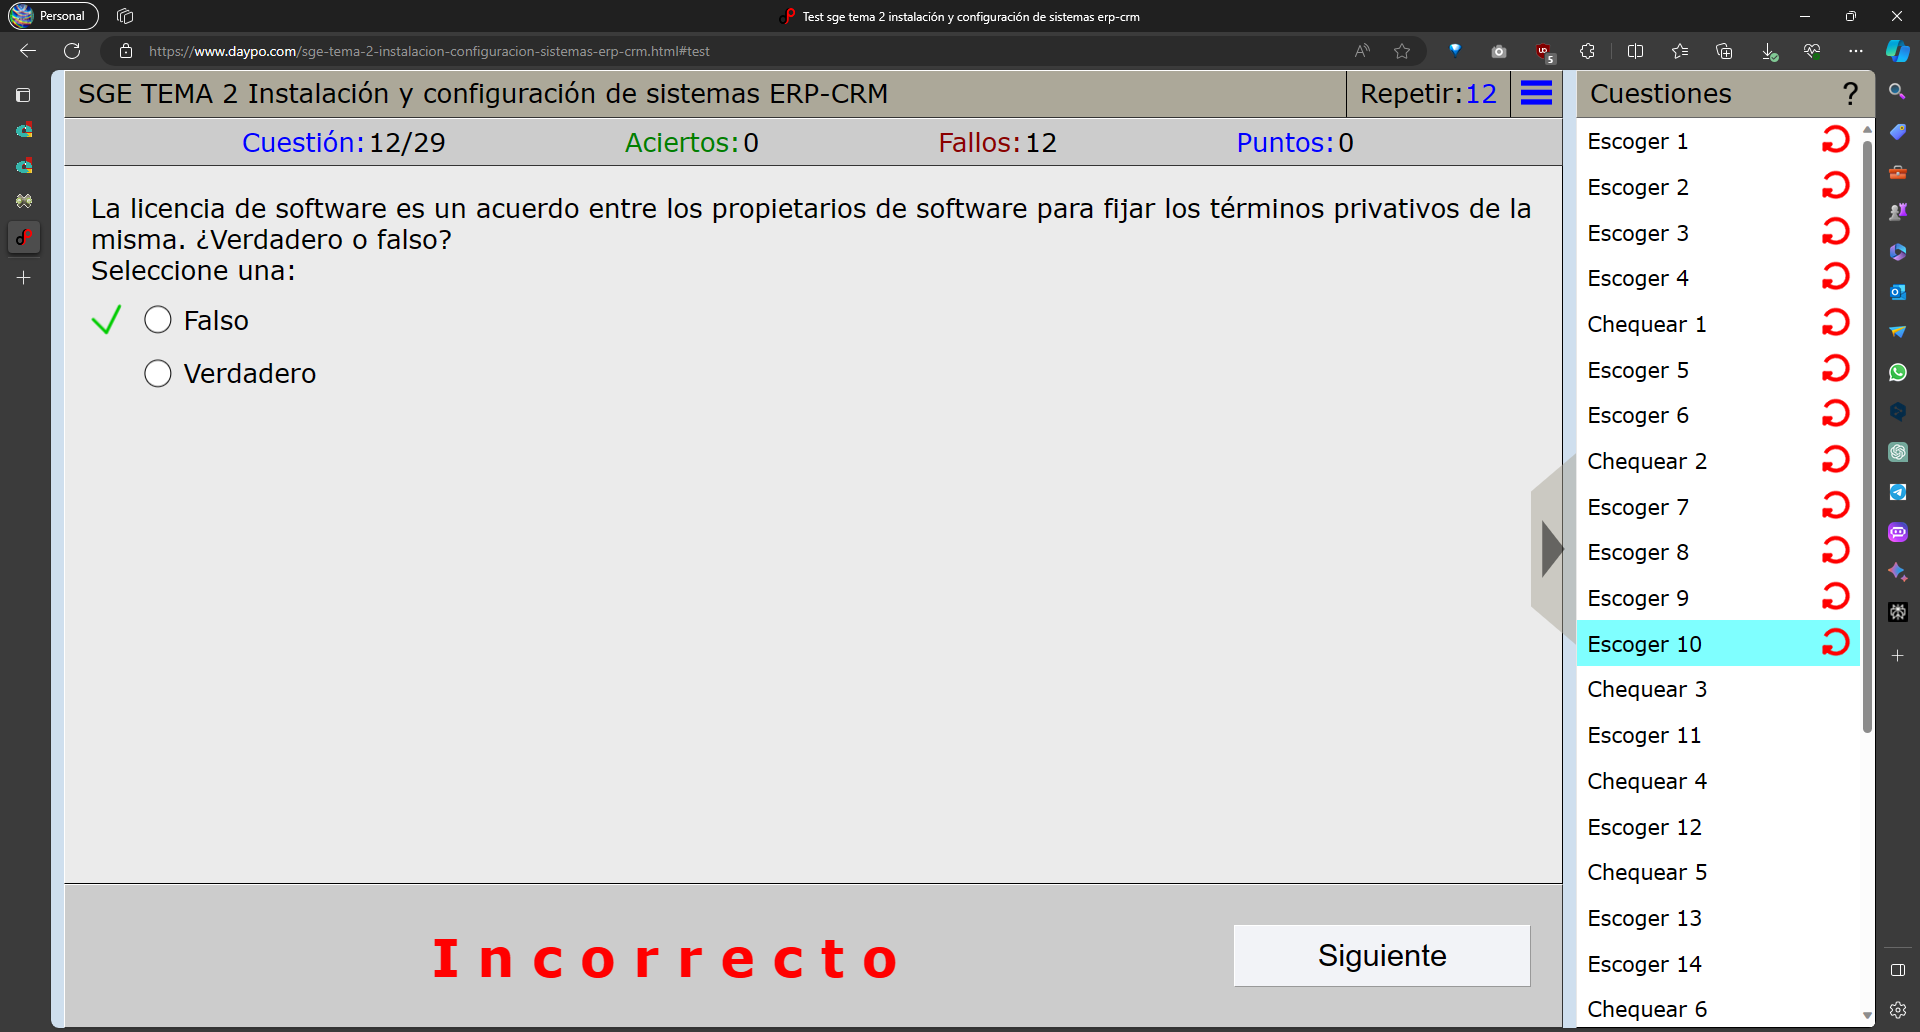 Personal
Test sge tema 2 instalación y configuración de sistemas erp-crm
https://www.daypo.com/sge-tema-2-instalacion-configuracion-sistemas-erp-crm.html#test
5
SGE TEMA 2 Instalación y configuración de sistemas ERP-CRM
Repetir:12
Cuestión:12/29
Aciertos:0
Fallos:12
Puntos:0
La licencia de software es un acuerdo entre los propietarios de software para fijar los términos privativos de la
misma. ¿Verdadero o falso?
Seleccione una:
Falso
Verdadero
Incorrecto
Siguiente
Cuestiones ?
Escoger 1
Escoger 2
Escoger 3
Escoger 4
Chequear 1
Escoger 5
Escoger 6
Chequear 2
Escoger 7
Escoger 8
Escoger 9
Escoger 10
Chequear 3
Escoger 11
Chequear 4
Escoger 12
Chequear 5
Escoger 13
Escoger 14
Chequear 6